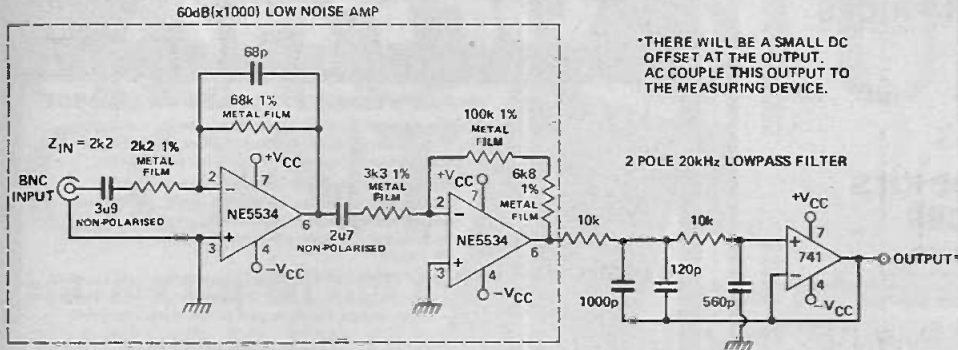 60dB(x1000) LOW NOISE AMP
68p
68k 1%
METAL FILM
*THERE WILL BE A SMALL DC
OFFSET AT THE OUTPUT.
AC COUPLE THIS OUTPUT TO
THE MEASURING DEVICE.
ZIN = 2k2
2k2 1%
METAL
FILM
BNC
INPUT
3u9
NON-POLARISED
+VCC
7
2
−
NE5534
+
3
6
4
−VCC
2u7
NON-POLARISED
3k3 1%
METAL
FILM
100k 1%
METAL FILM
6k8
1%
METAL
FILM
+VCC
7
2
−
NE5534
+
3
6
4
−VCC
2 POLE 20kHz LOWPASS FILTER
10k
10k
1000p
120p
560p
+VCC
7
+
741
−
4
−VCC
OUTPUT*